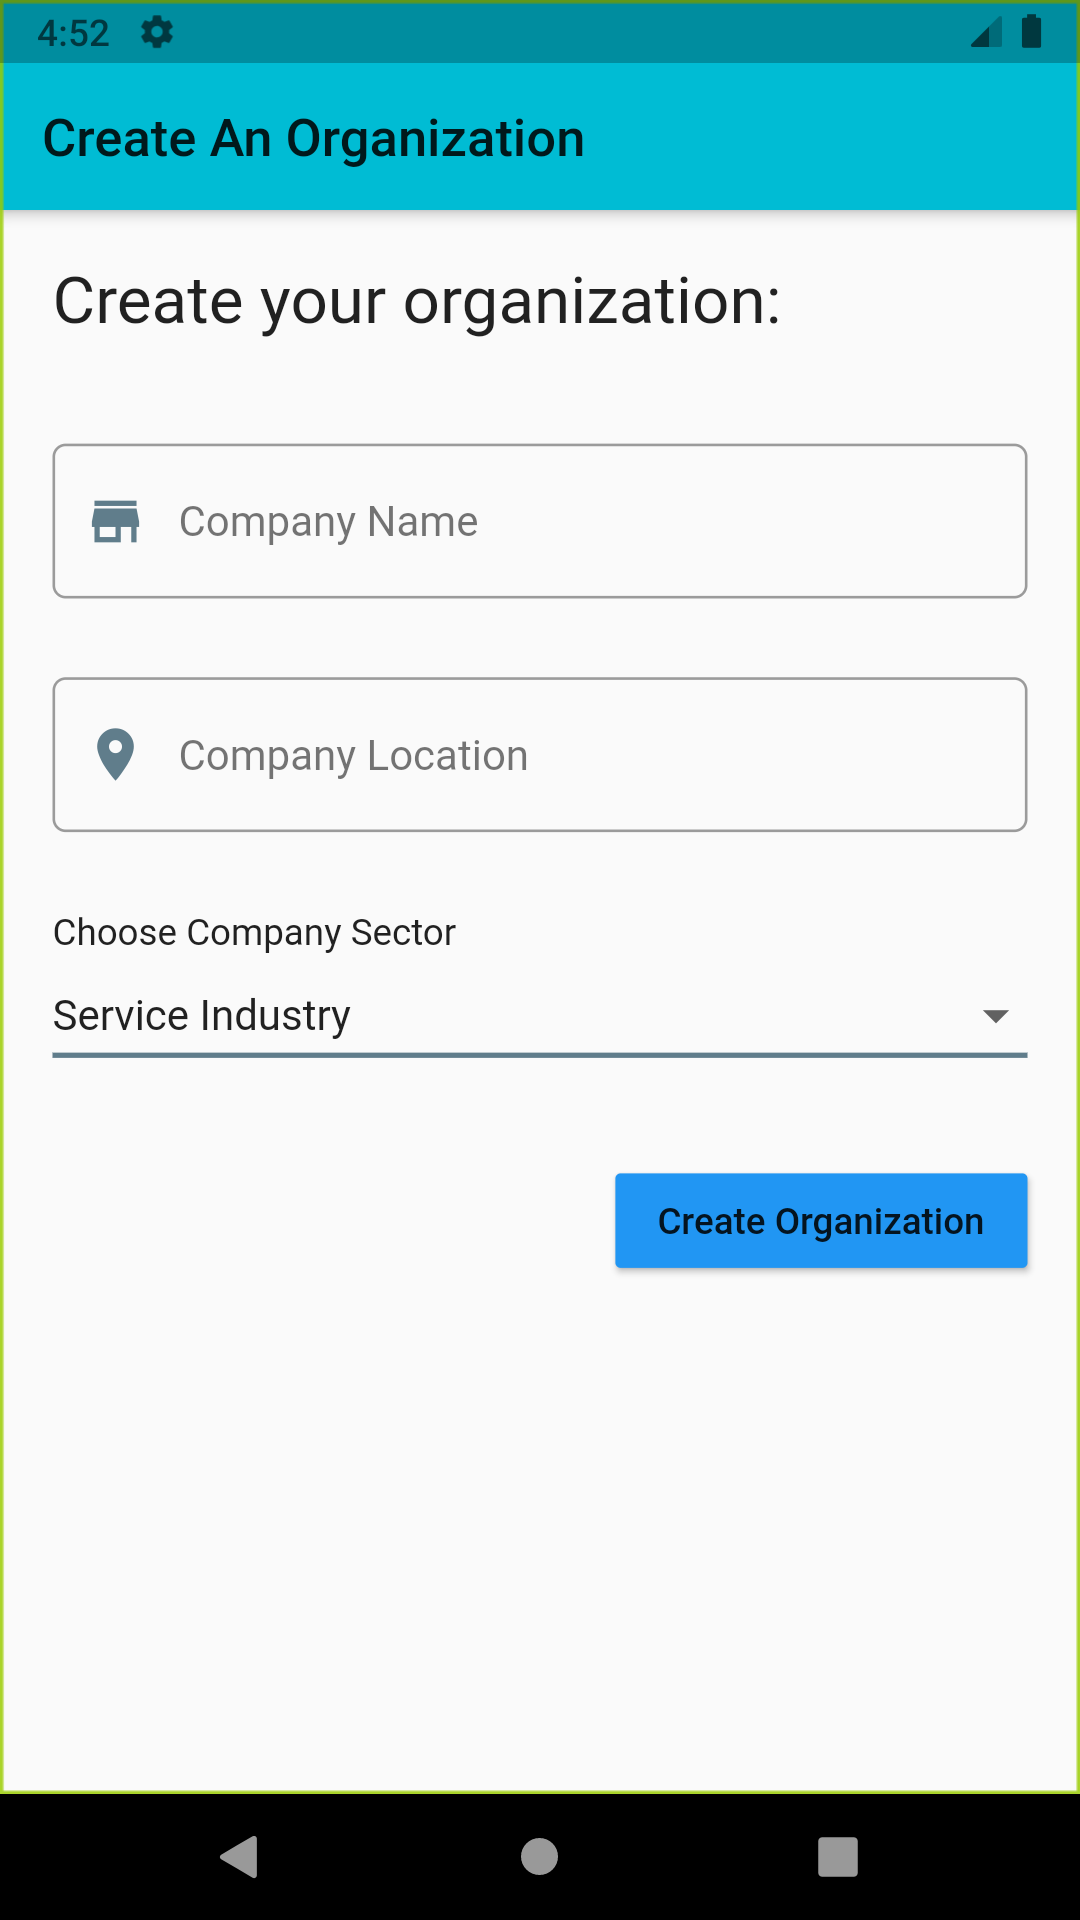 4:52
Create An Organization
Create your organization:
Company Name
Company Location
Choose Company Sector
Service Industry
Create Organization